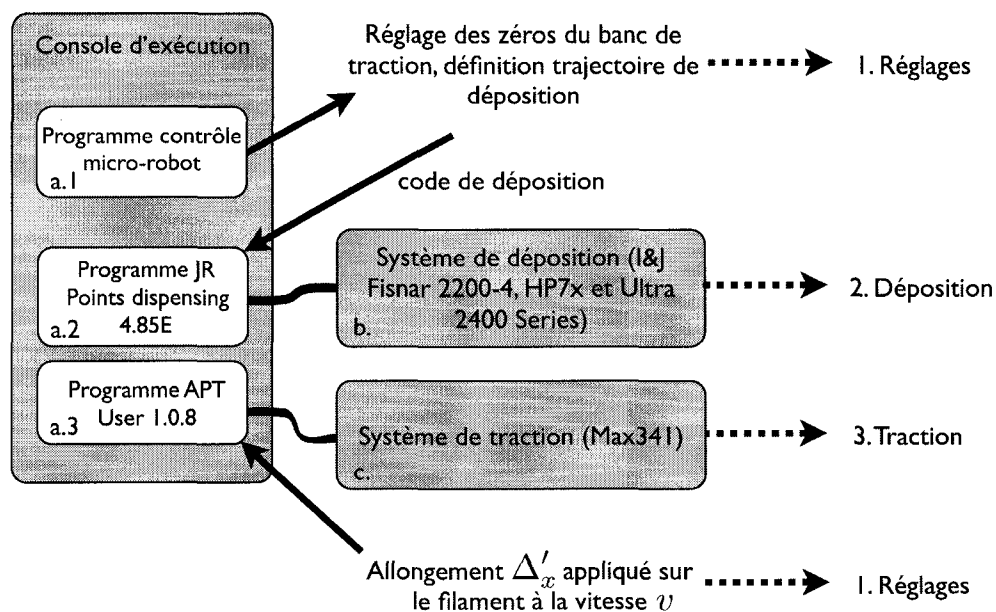 Console d'exécution
Réglage des zéros du banc de
traction, définition trajectoire de
déposition
1. Réglages
Programme contrôle
micro-robot
a.1
code de déposition
Programme JR
Points dispensing
4.85E
a.2
Système de déposition (I&J
Fisnar 2200-4, HP7x et Ultra
2400 Series)
b.
2. Déposition
Programme APT
User 1.0.8
a.3
Système de traction (Max341)
c.
3. Traction
Allongement Δ′ₓ appliqué sur
le filament à la vitesse v
1. Réglages